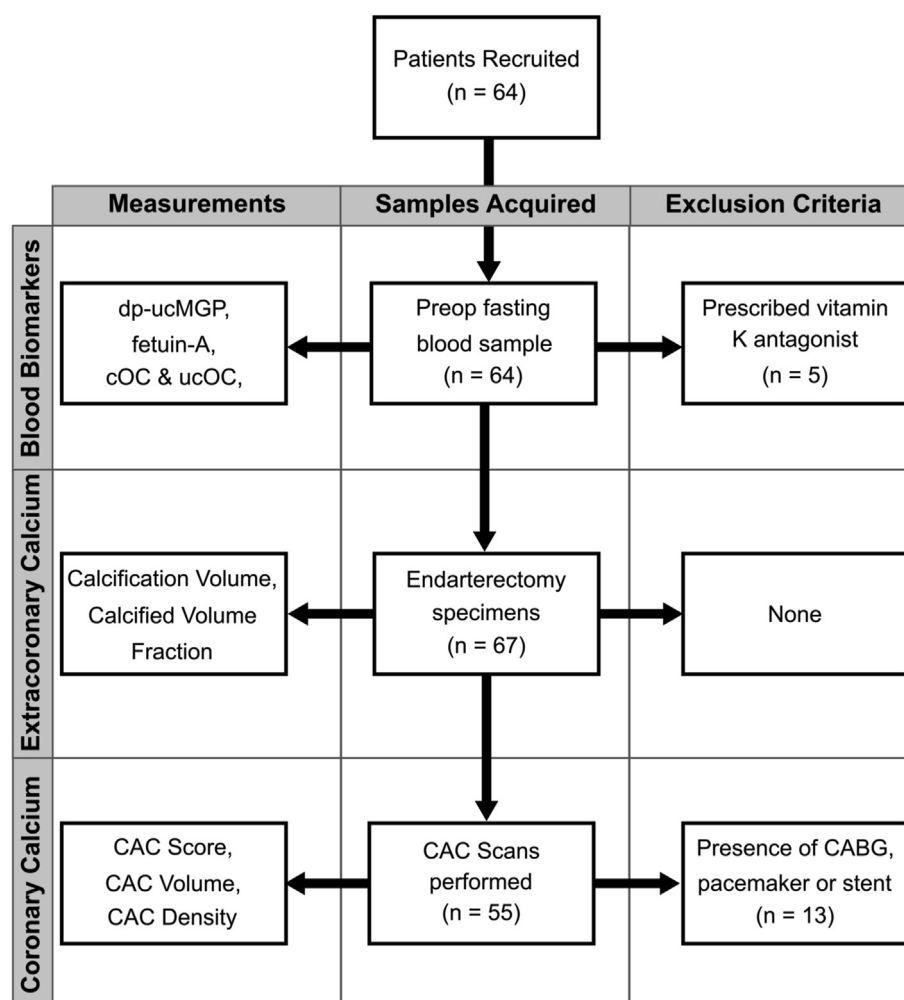 Patients Recruited
(n = 64)
Measurements
Samples Acquired
Exclusion Criteria
Blood Biomarkers
dp-ucMGP,
fetuin-A,
cOC & ucOC,
Preop fasting
blood sample
(n = 64)
Prescribed vitamin
K antagonist
(n = 5)
Extracoronary Calcium
Calcification Volume,
Calcified Volume
Fraction
Endarterectomy
specimens
(n = 67)
None
Coronary Calcium
CAC Score,
CAC Volume,
CAC Density
CAC Scans
performed
(n = 55)
Presence of CABG,
pacemaker or stent
(n = 13)